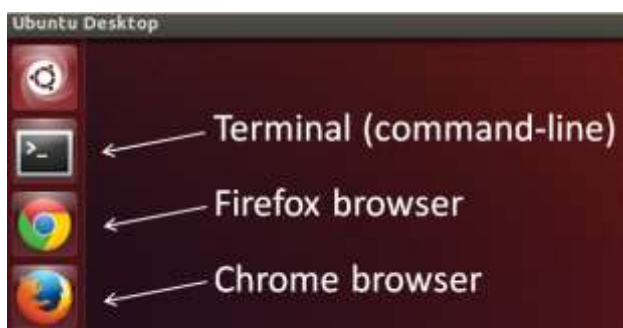 Ubuntu Desktop
Terminal (command-line)
Firefox browser
Chrome browser